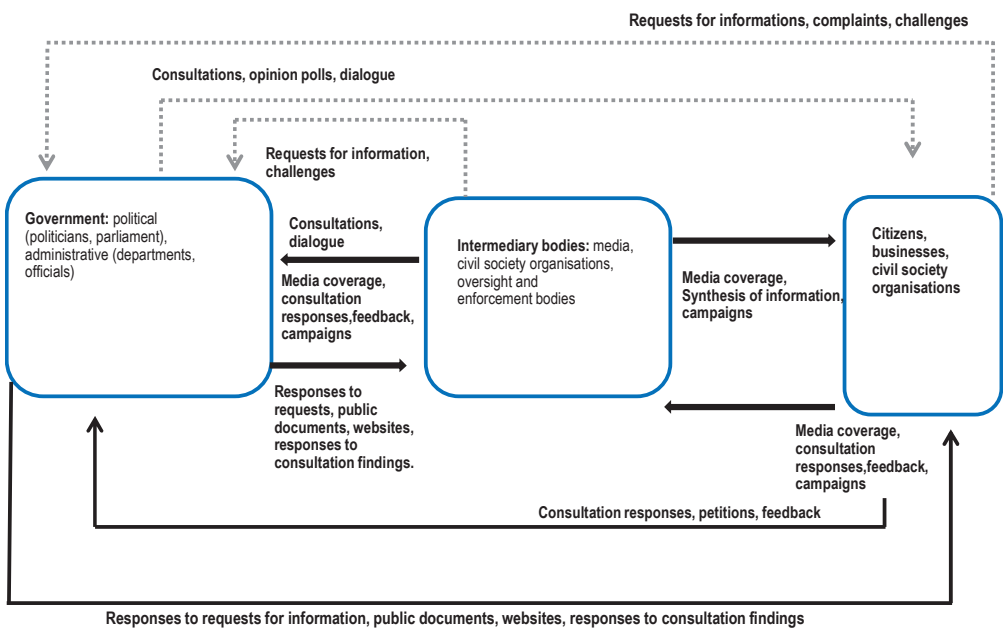 Requests for informations, complaints, challenges
Consultations, opinion polls, dialogue
Requests for information,
challenges
Government: political
(politicians, parliament),
administrative (departments,
officials)
Consultations,
dialogue
Media coverage,
consultation
responses,feedback,
campaigns
Intermediary bodies: media,
civil society organisations,
oversight and
enforcement bodies
Media coverage,
Synthesis of information,
campaigns
Citizens,
businesses,
civil society
organisations
Responses to
requests, public
documents, websites,
responses to
consultation findings.
Media coverage,
consultation
responses,feedback,
campaigns
Consultation responses, petitions, feedback
Responses to requests for information, public documents, websites, responses to consultation findings